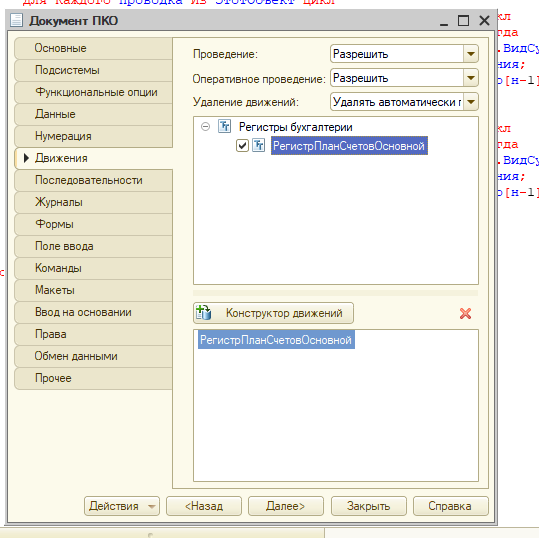 для каждого проводка из этотООъект цикл
Документ ПКО
Основные
Подсистемы
Функциональные опции
Данные
Нумерация
Движения
Последовательности
Журналы
Формы
Поле ввода
Команды
Макеты
Ввод на основании
Права
Обмен данными
Прочее
Проведение: Разрешить
Оперативное проведение: Разрешить
Удаление движений: Удалять автоматически г
Регистры бухгалтерии
РегистрПланСчетовОсновной
Конструктор движений
РегистрПланСчетовОсновной
Действия <Назад Далее> Закрыть Справка
кл
гда
.ВидСу
ния;
о[н-1]
кл
гда
.ВидСу
ния;
о[н-1]